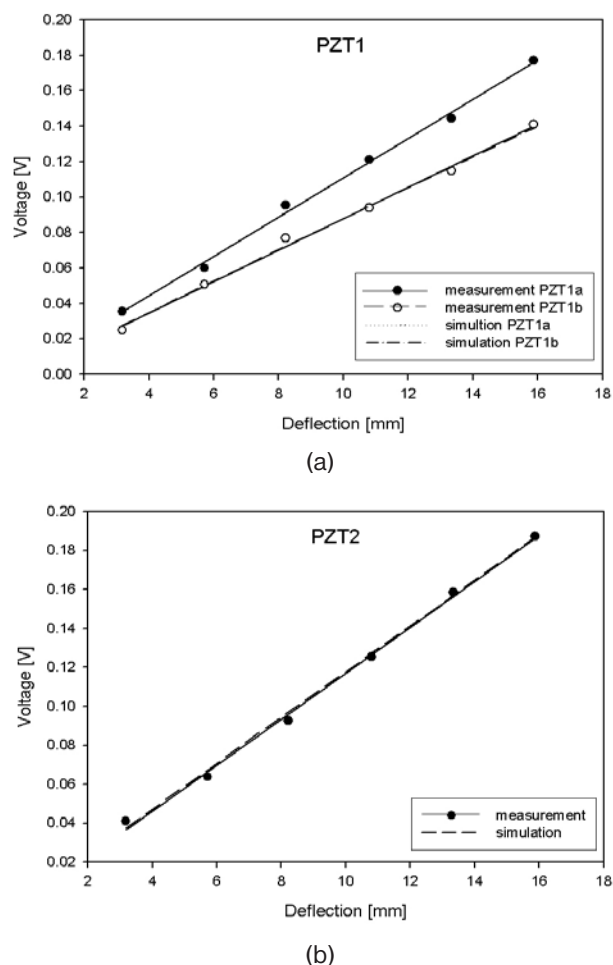 PZT1
0.20
0.18
0.16
0.14
0.12
0.10
0.08
0.06
0.04
0.02
0.00
Voltage [V]
measurement PZT1a
measurement PZT1b
simultion PZT1a
simulation PZT1b
2 4 6 8 10 12 14 16 18
Deflection [mm]
(a)
PZT2
0.20
0.18
0.16
0.14
0.12
0.10
0.08
0.06
0.04
0.02
Voltage [V]
measurement
simulation
2 4 6 8 10 12 14 16 18
Deflection [mm]
(b)